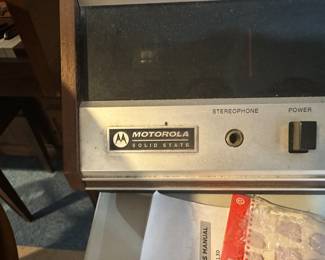 STEREOPHONE
POWER
MOTOROLA
SOLID STATE
MANUAL